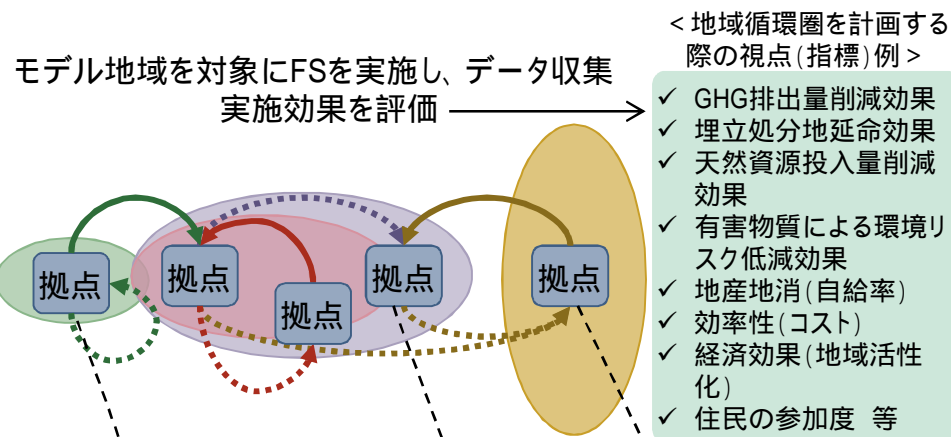 モデル地域を対象にFSを実施し、データ収集
実施効果を評価
＜地域循環圏を計画する
際の視点(指標)例＞
✓ GHG排出量削減効果
✓ 埋立処分地延命効果
✓ 天然資源投入量削減
効果
✓ 有害物質による環境リ
スク低減効果
✓ 地産地消(自給率)
✓ 効率性(コスト)
✓ 経済効果(地域活性
化)
✓ 住民の参加度 等
拠点
拠点
拠点
拠点
拠点